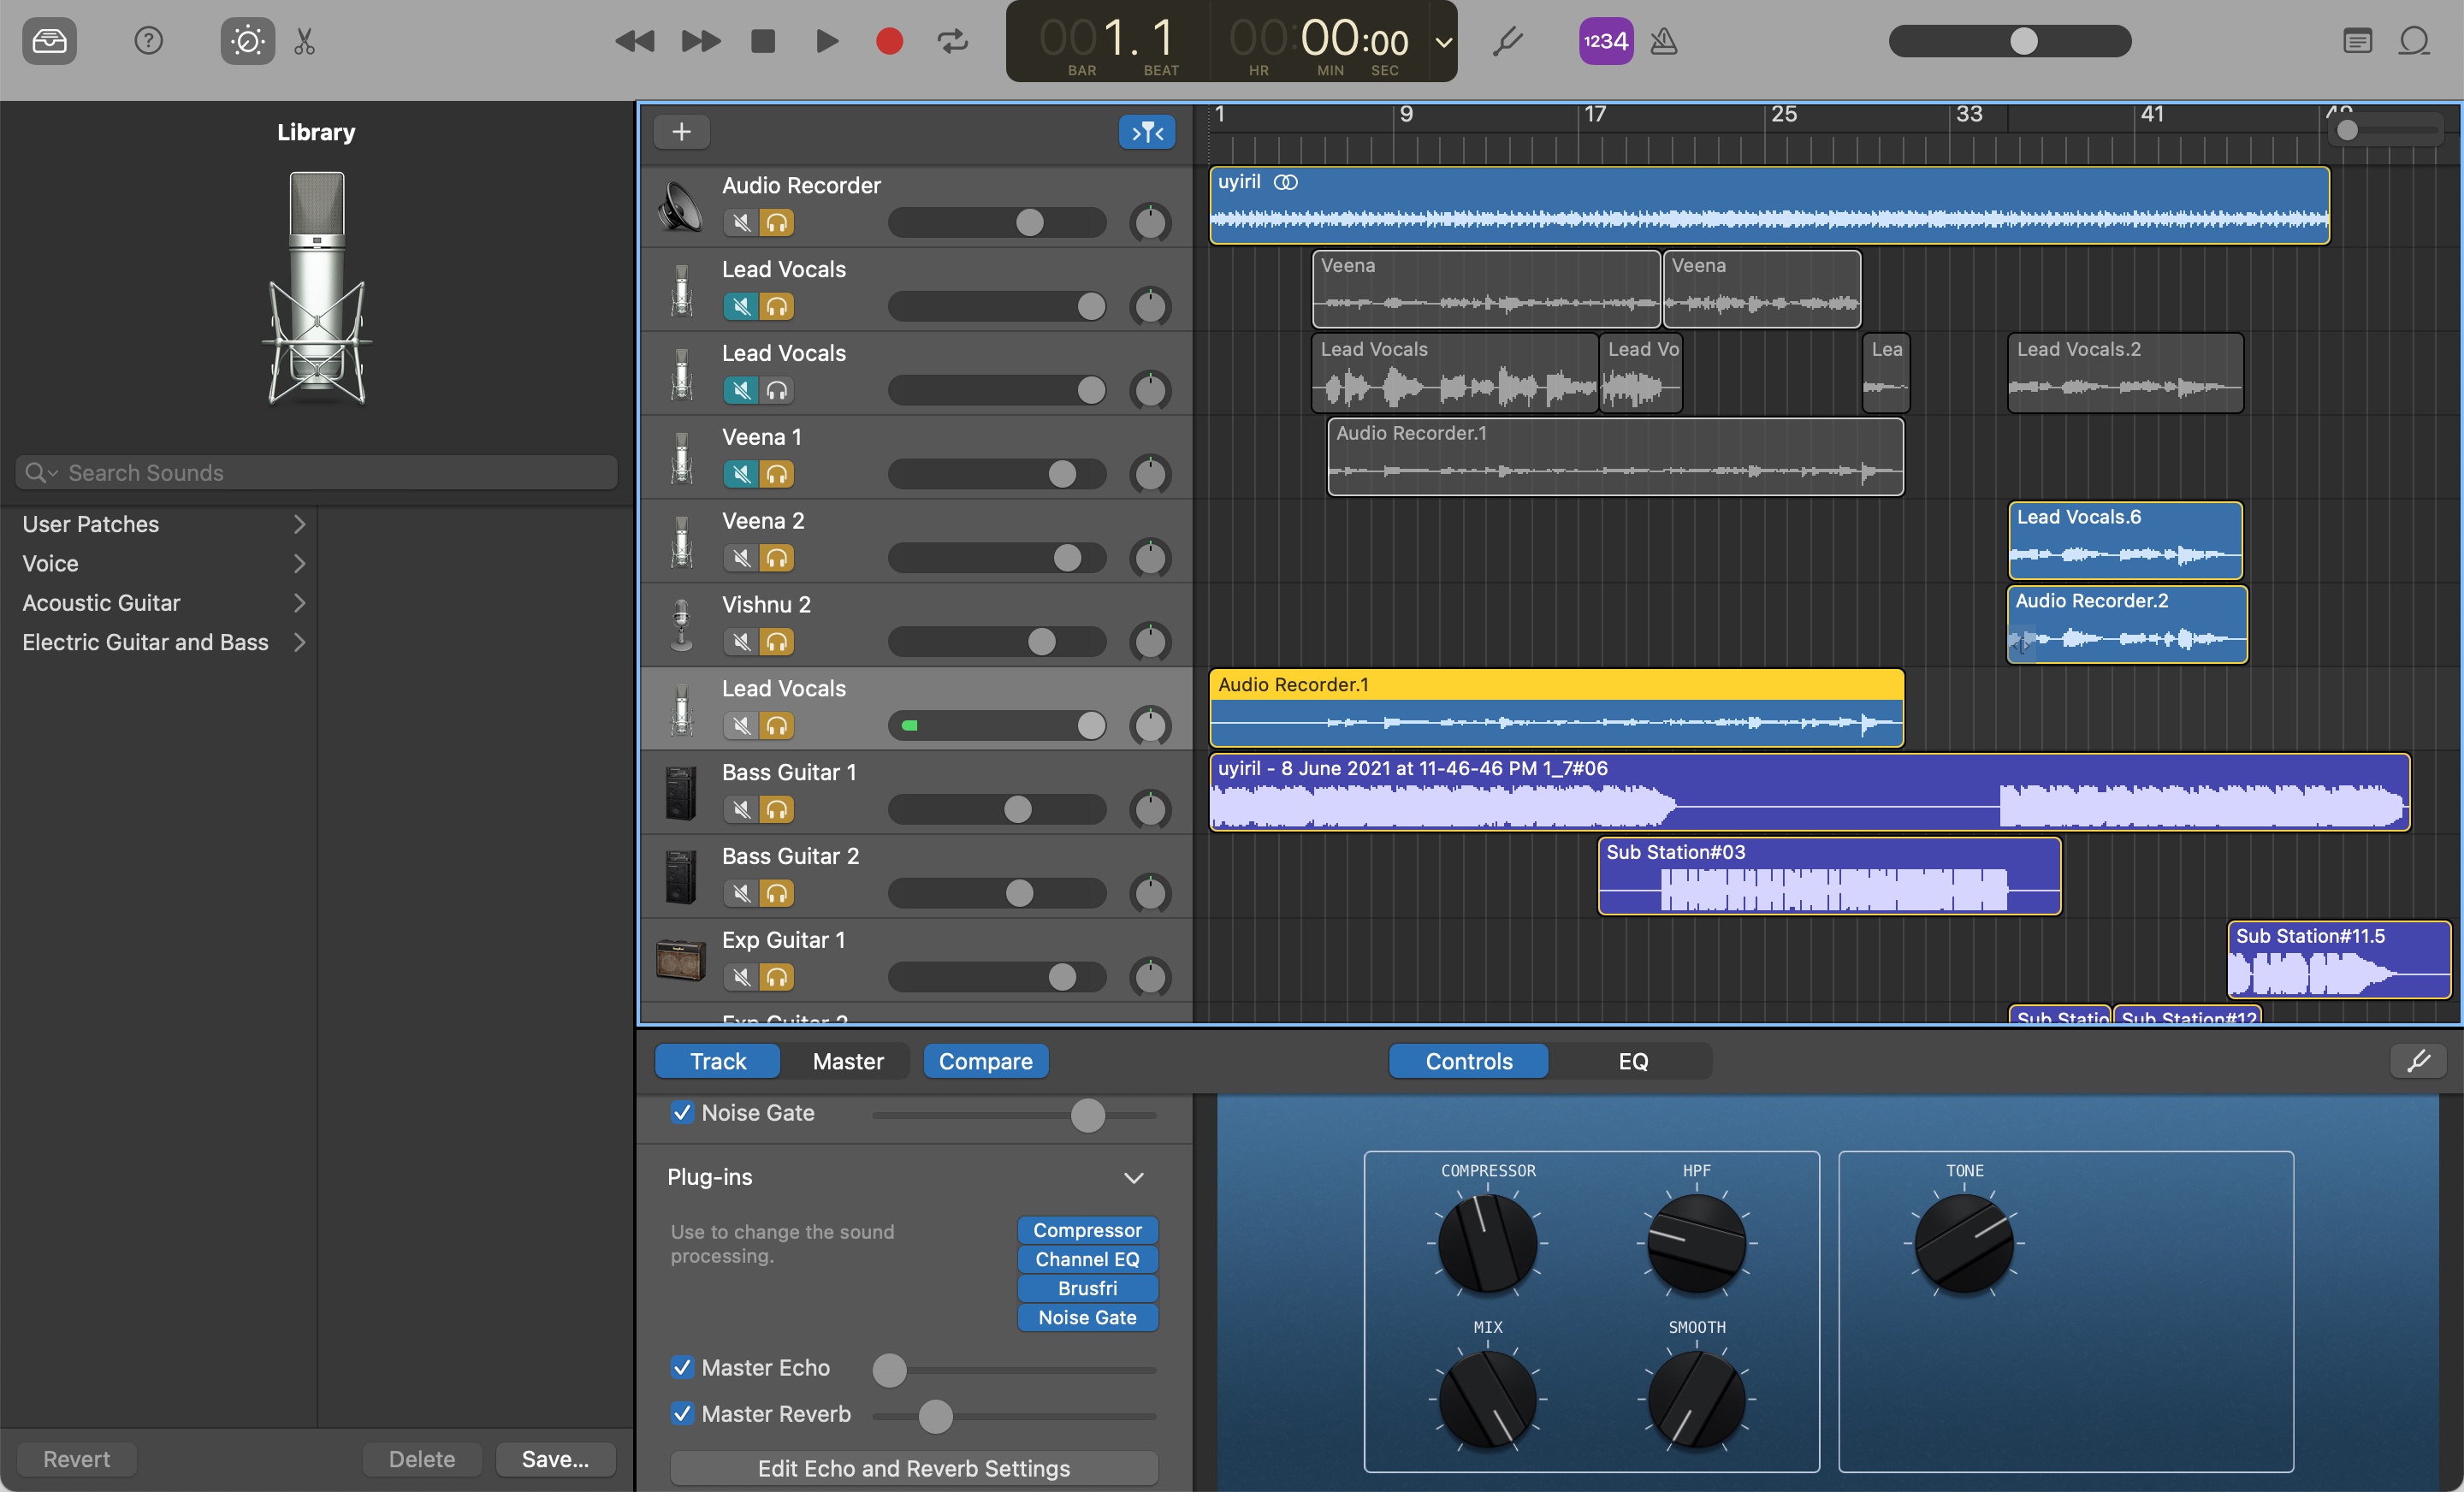 001. 1
00:00:00
BAR BEAT HR MIN SEC
1234
Library
Search Sounds
User Patches
Voice
Acoustic Guitar
Electric Guitar and Bass
Revert
Delete
Save...
1 9 17 25 33 41
Audio Recorder
uyiril
Lead Vocals
Veena
Veena
Lead Vocals
Lead Vocals
Lead Vo
Lea
Lead Vocals.2
Veena 1
Audio Recorder.1
Veena 2
Lead Vocals.6
Vishnu 2
Audio Recorder.2
Lead Vocals
Audio Recorder.1
Bass Guitar 1
uyiril - 8 June 2021 at 11-46-46 PM 1_7#06
Bass Guitar 2
Sub Station#03
Exp Guitar 1
Sub Station#11.5
Exp Guitar 2
Sub Statio
Sub Station#12
Track
Master
Compare
Controls
EQ
Noise Gate
Plug-ins
Use to change the sound
processing.
Compressor
Channel EQ
Brusfri
Noise Gate
Master Echo
Master Reverb
Edit Echo and Reverb Settings
COMPRESSOR
HPF
TONE
MIX
SMOOTH